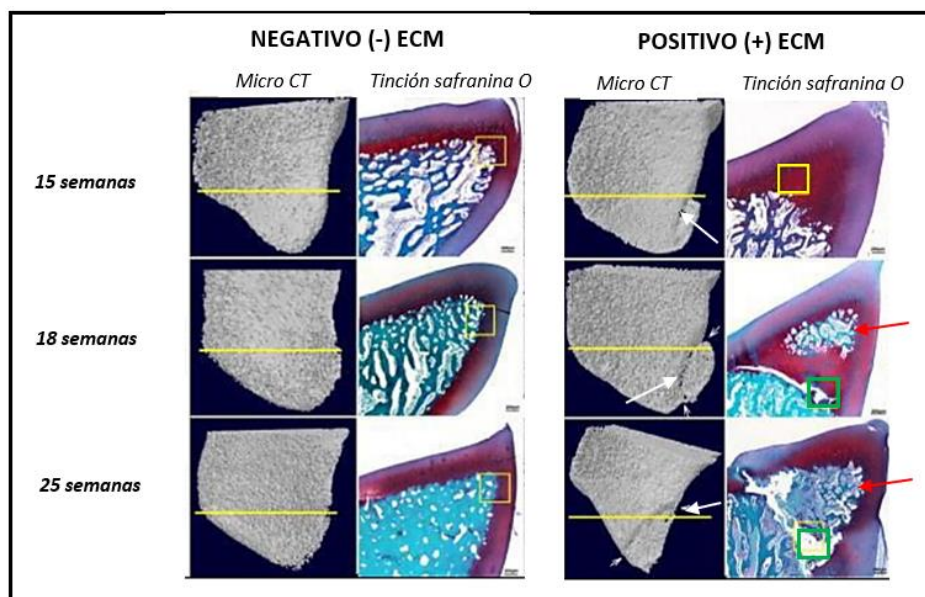 NEGATIVO (-) ECM
POSITIVO (+) ECM
Micro CT
Tinción safranina O
Micro CT
Tinción safranina O
15 semanas
18 semanas
25 semanas